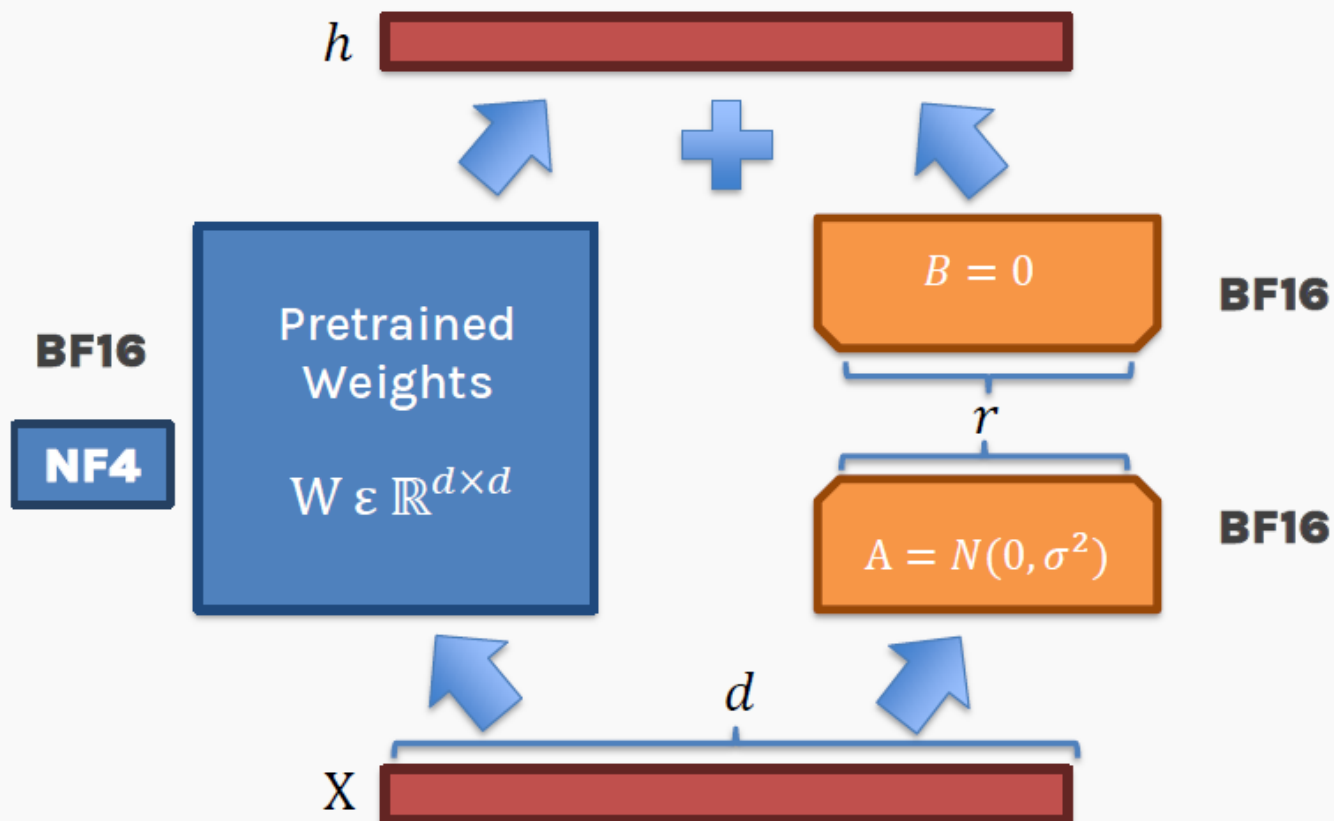 h
Pretrained
Weights
W ε ℝ^{d×d}
BF16
NF4
B = 0
BF16
r
A = N(0, σ²)
BF16
d
X